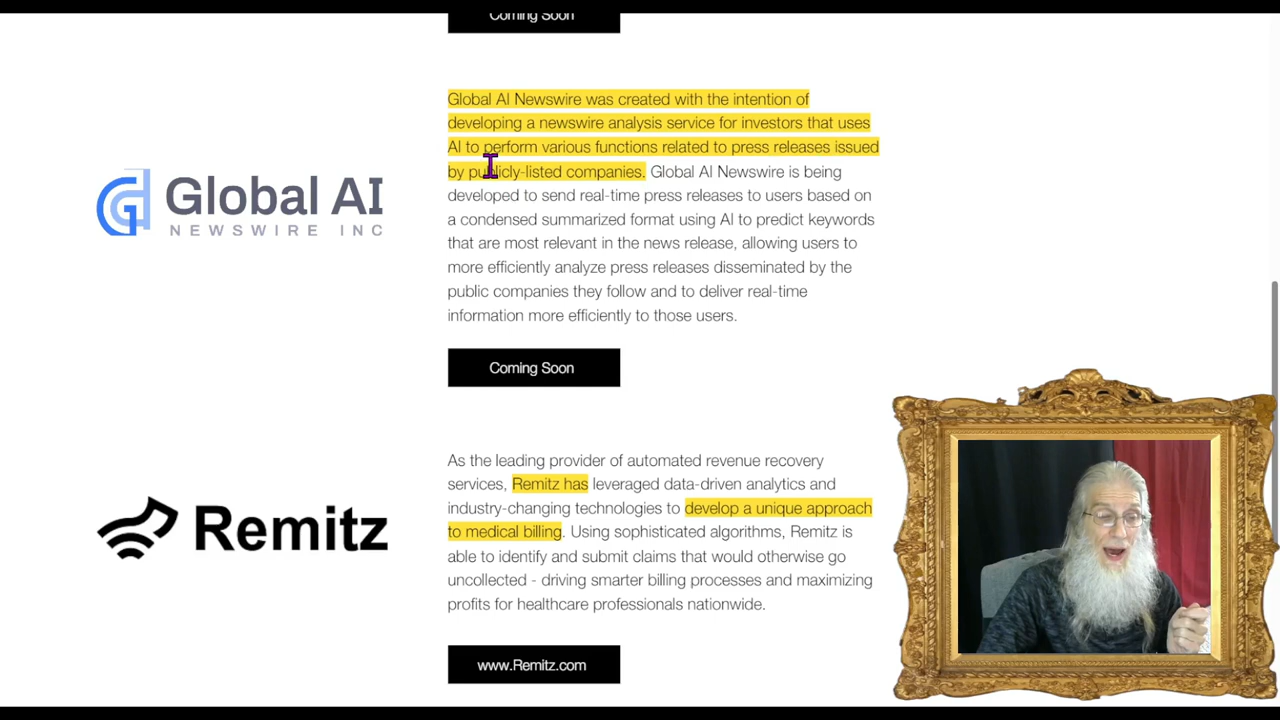 Coming Soon
Global AI Newswire was created with the intention of
developing a newswire analysis service for investors that uses
AI to perform various functions related to press releases issued
by publicly-listed companies. Global AI Newswire is being
developed to send real-time press releases to users based on
a condensed summarized format using AI to predict keywords
that are most relevant in the news release, allowing users to
more efficiently analyze press releases disseminated by the
public companies they follow and to deliver real-time
information more efficiently to those users.
Global AI
NEWSWIRE INC
Coming Soon
As the leading provider of automated revenue recovery
services, Remitz has leveraged data-driven analytics and
industry-changing technologies to develop a unique approach
to medical billing. Using sophisticated algorithms, Remitz is
able to identify and submit claims that would otherwise go
uncollected - driving smarter billing processes and maximizing
profits for healthcare professionals nationwide.
Remitz
www.Remitz.com